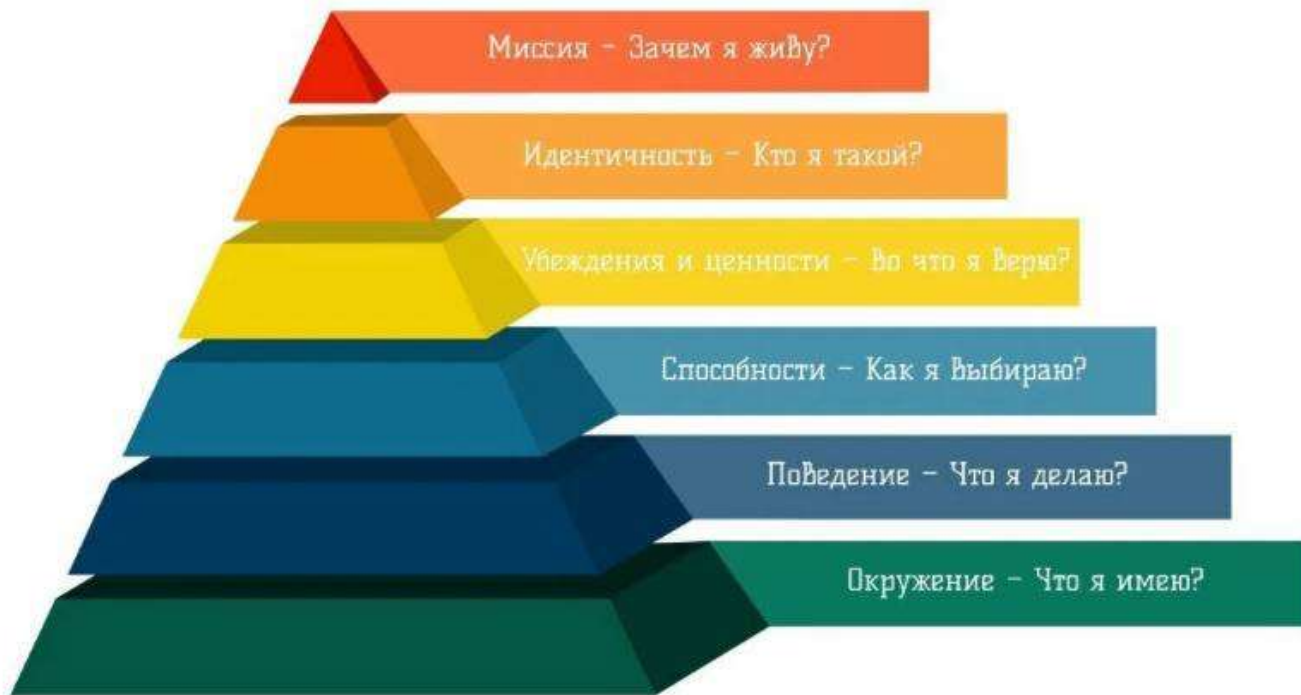 Миссия – Зачем я живу?
Идентичность – Кто я такой?
Убеждения и ценности – Во что я верю?
Способности – Как я выбираю?
Поведение – Что я делаю?
Окружение – Что я имею?